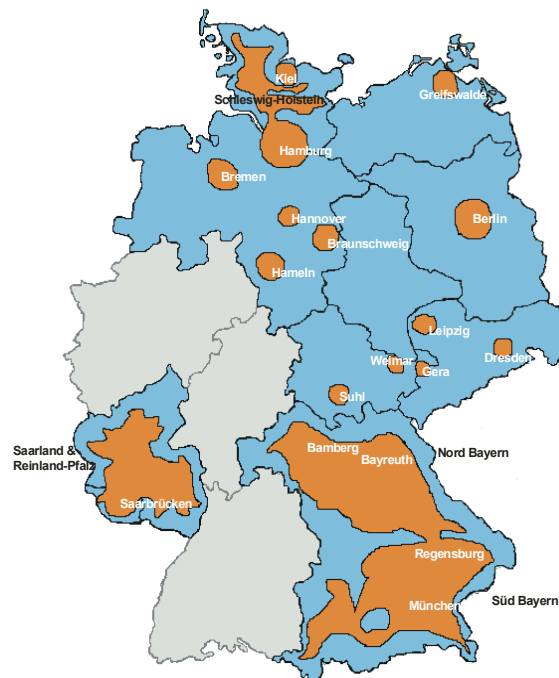 Kiel
Greifswalde
Schleswig-Holstein
Hamburg
Bremen
Hannover
Berlin
Braunschweig
Hameln
Leipzig
Dresden
Weimar
Gera
Suhl
Saarland &
Reinland-Pfalz
Bamberg
Nord Bayern
Bayreuth
Saarbrücken
Regensburg
Süd Bayern
München